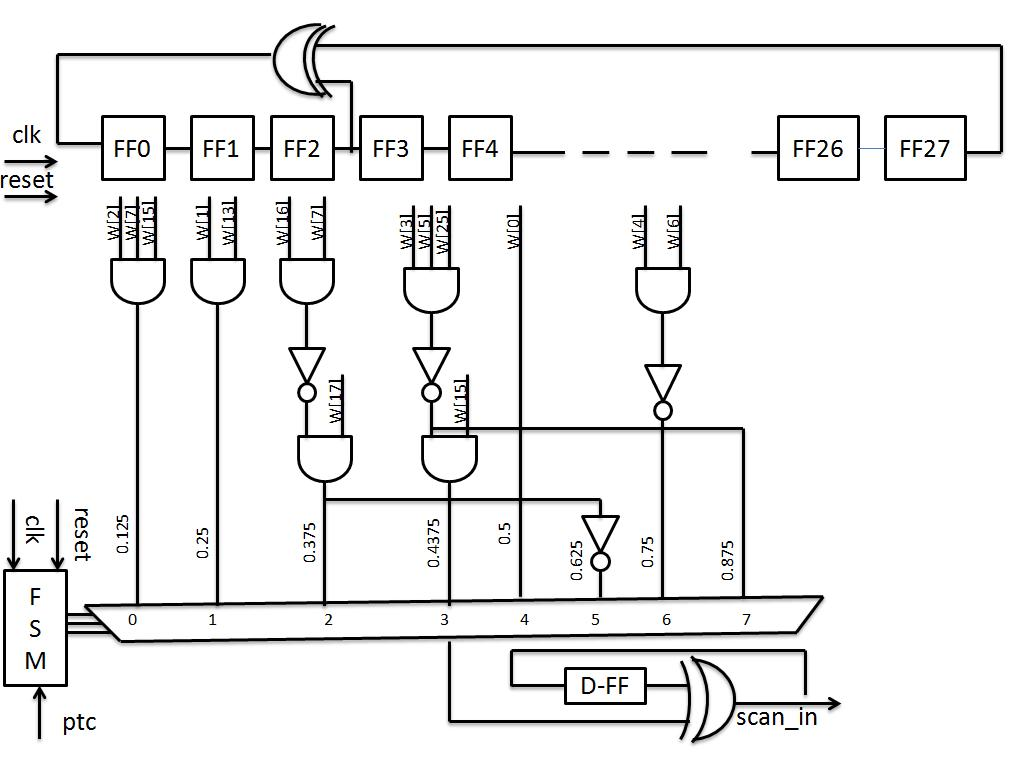 clk
reset
FF0 FF1 FF2 FF3 FF4 FF26 FF27
W[2] W[7] W[15] W[1] W[13] W[16] W[7] W[3] W[5] W[25] W[0] W[4] W[6]
W[17] W[15]
clk reset
0.125 0.25 0.375 0.4375 0.5 0.625 0.75 0.875
F
S
M
0 1 2 3 4 5 6 7
D-FF
scan_in
ptc